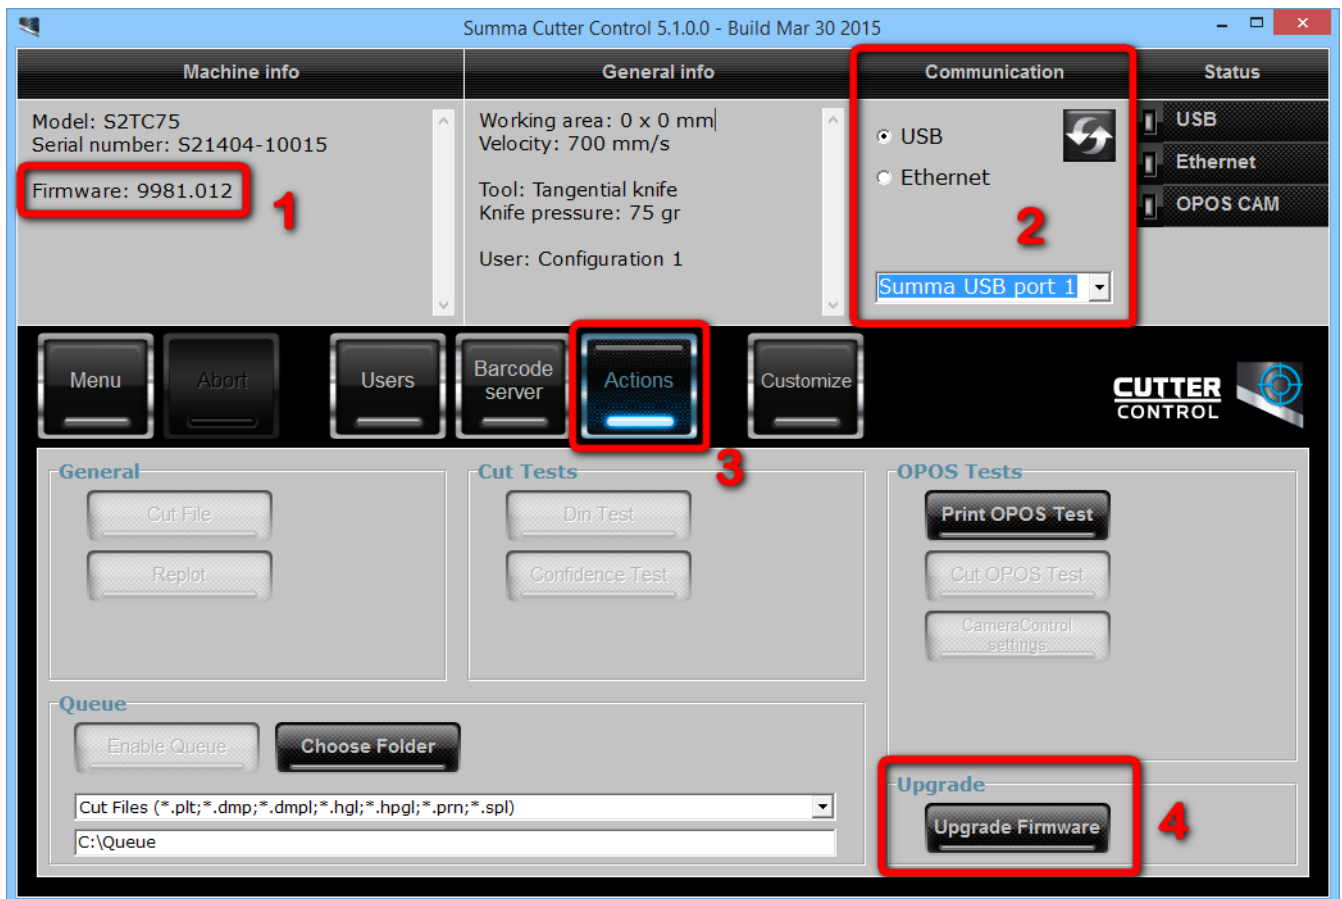 Summa Cutter Control 5.1.0.0 - Build Mar 30 2015
Machine info
General info
Communication
Status
Model: S2TC75
Serial number: S21404-10015
Firmware: 9981.012
1
Working area: 0 x 0 mm
Velocity: 700 mm/s
Tool: Tangential knife
Knife pressure: 75 gr
User: Configuration 1
USB
Ethernet
2
Summa USB port 1
USB
Ethernet
OPOS CAM
Menu
Abort
Users
Barcode
server
Actions
3
Customize
CUTTER
CONTROL
General
Cut File
Replot
Cut Tests
Din Test
Confidence Test
OPOS Tests
Print OPOS Test
Cut OPOS Test
CameraControl
settings
Queue
Enable Queue
Choose Folder
Cut Files (*.plt;*.dmp;*.dmpl;*.hgl;*.hpgl;*.prn;*.spl)
C:\Queue
Upgrade
Upgrade Firmware
4